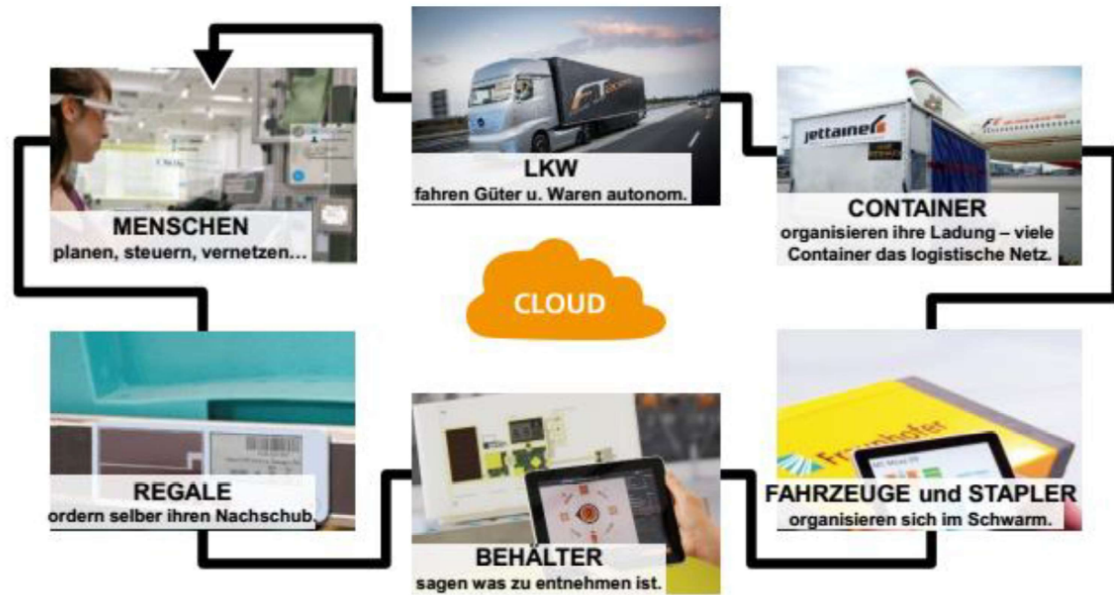 MENSCHEN
planen, steuern, vernetzen…
LKW
fahren Güter u. Waren autonom.
jettainer
CONTAINER
organisieren ihre Ladung – viele
Container das logistische Netz.
CLOUD
REGALE
ordern selber ihren Nachschub.
BEHÄLTER
sagen was zu entnehmen ist.
Fraunhofer
FAHRZEUGE und STAPLER
organisieren sich im Schwarm.